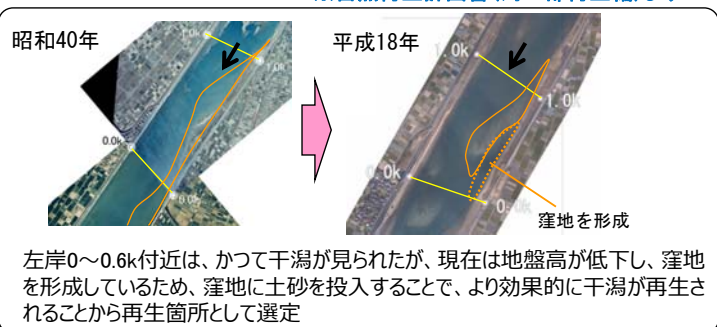 昭和40年
平成18年
1.0k
1.0k
1.0k
1.0k
0.0k
0.0k
0.0k
窪地を形成
左岸0～0.6k付近は、かつて干潟が見られたが、現在は地盤高が低下し、窪地
を形成しているため、窪地に土砂を投入することで、より効果的に干潟が再生さ
れることから再生箇所として選定